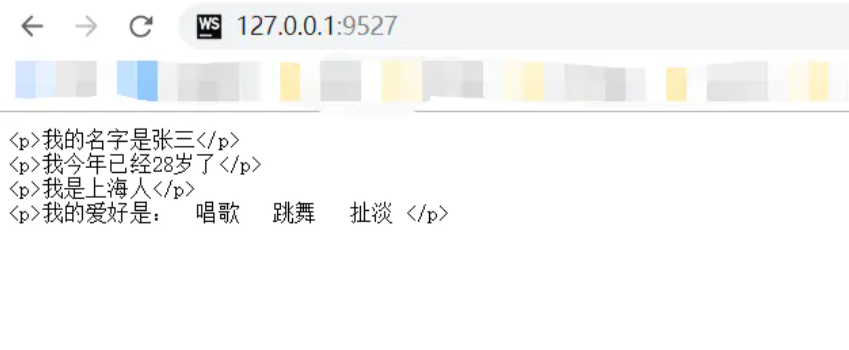 WS 127.0.0.1:9527
<p>我的名字是张三</p>
<p>我今年已经28岁了</p>
<p>我是上海人</p>
<p>我的爱好是： 唱歌 跳舞 扯淡 </p>